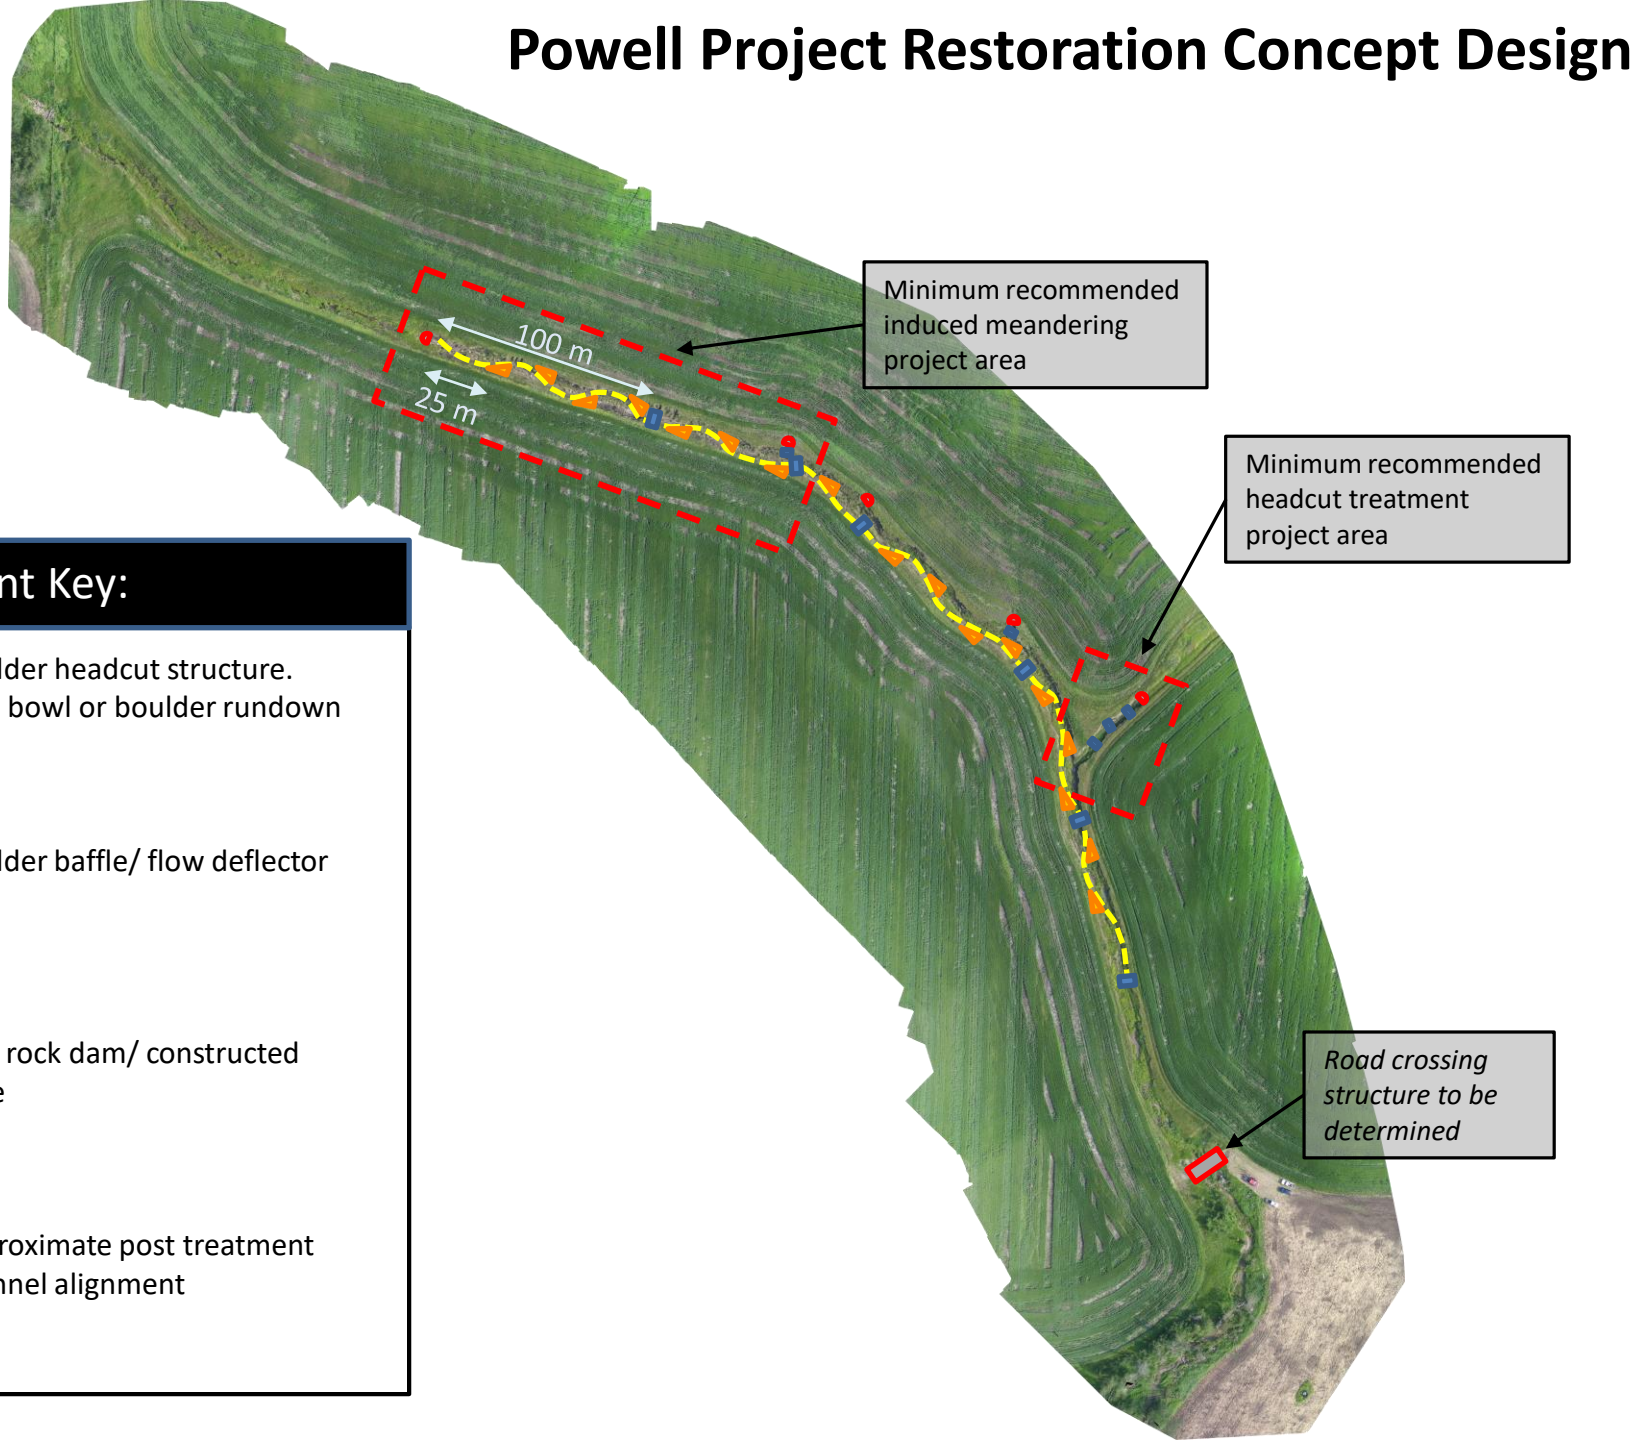 Powell Project Restoration Concept Design
Minimum recommended
induced meandering
project area
100 m
25 m
Minimum recommended
headcut treatment
project area
nt Key:
lder headcut structure.
bowl or boulder rundown
lder baffle/ flow deflector
rock dam/ constructed
e
roximate post treatment
nnel alignment
Road crossing
structure to be
determined